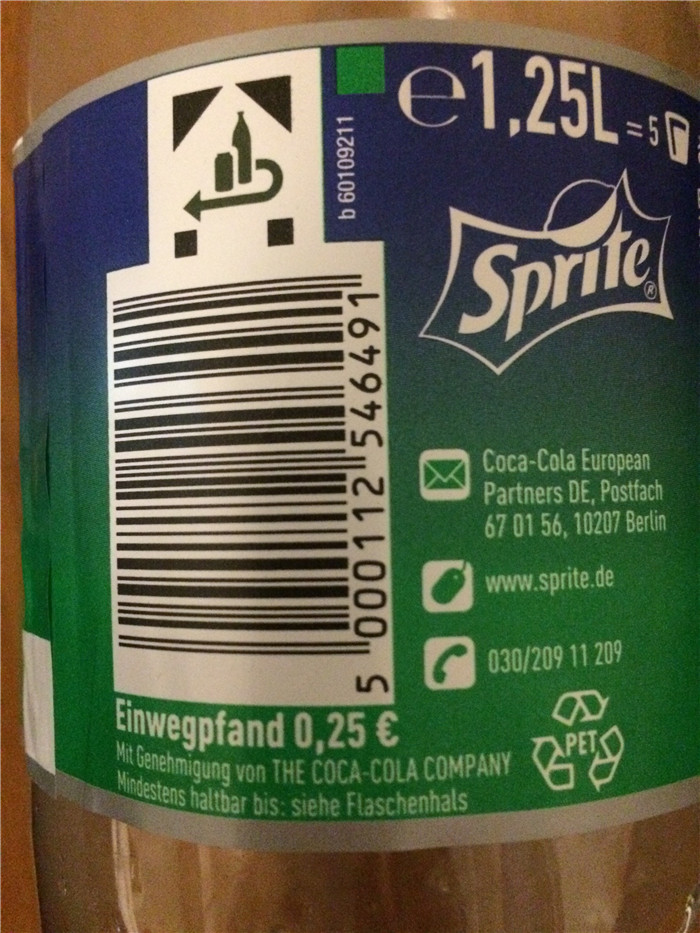 e 1,25L = 5
b 60109211
Sprite®
5 000112 546491
Coca-Cola European
Partners DE, Postfach
67 01 56, 10207 Berlin
www.sprite.de
030/209 11 209
Einwegpfand 0,25 €
Mit Genehmigung von THE COCA-COLA COMPANY
Mindestens haltbar bis: siehe Flaschenhals
PET